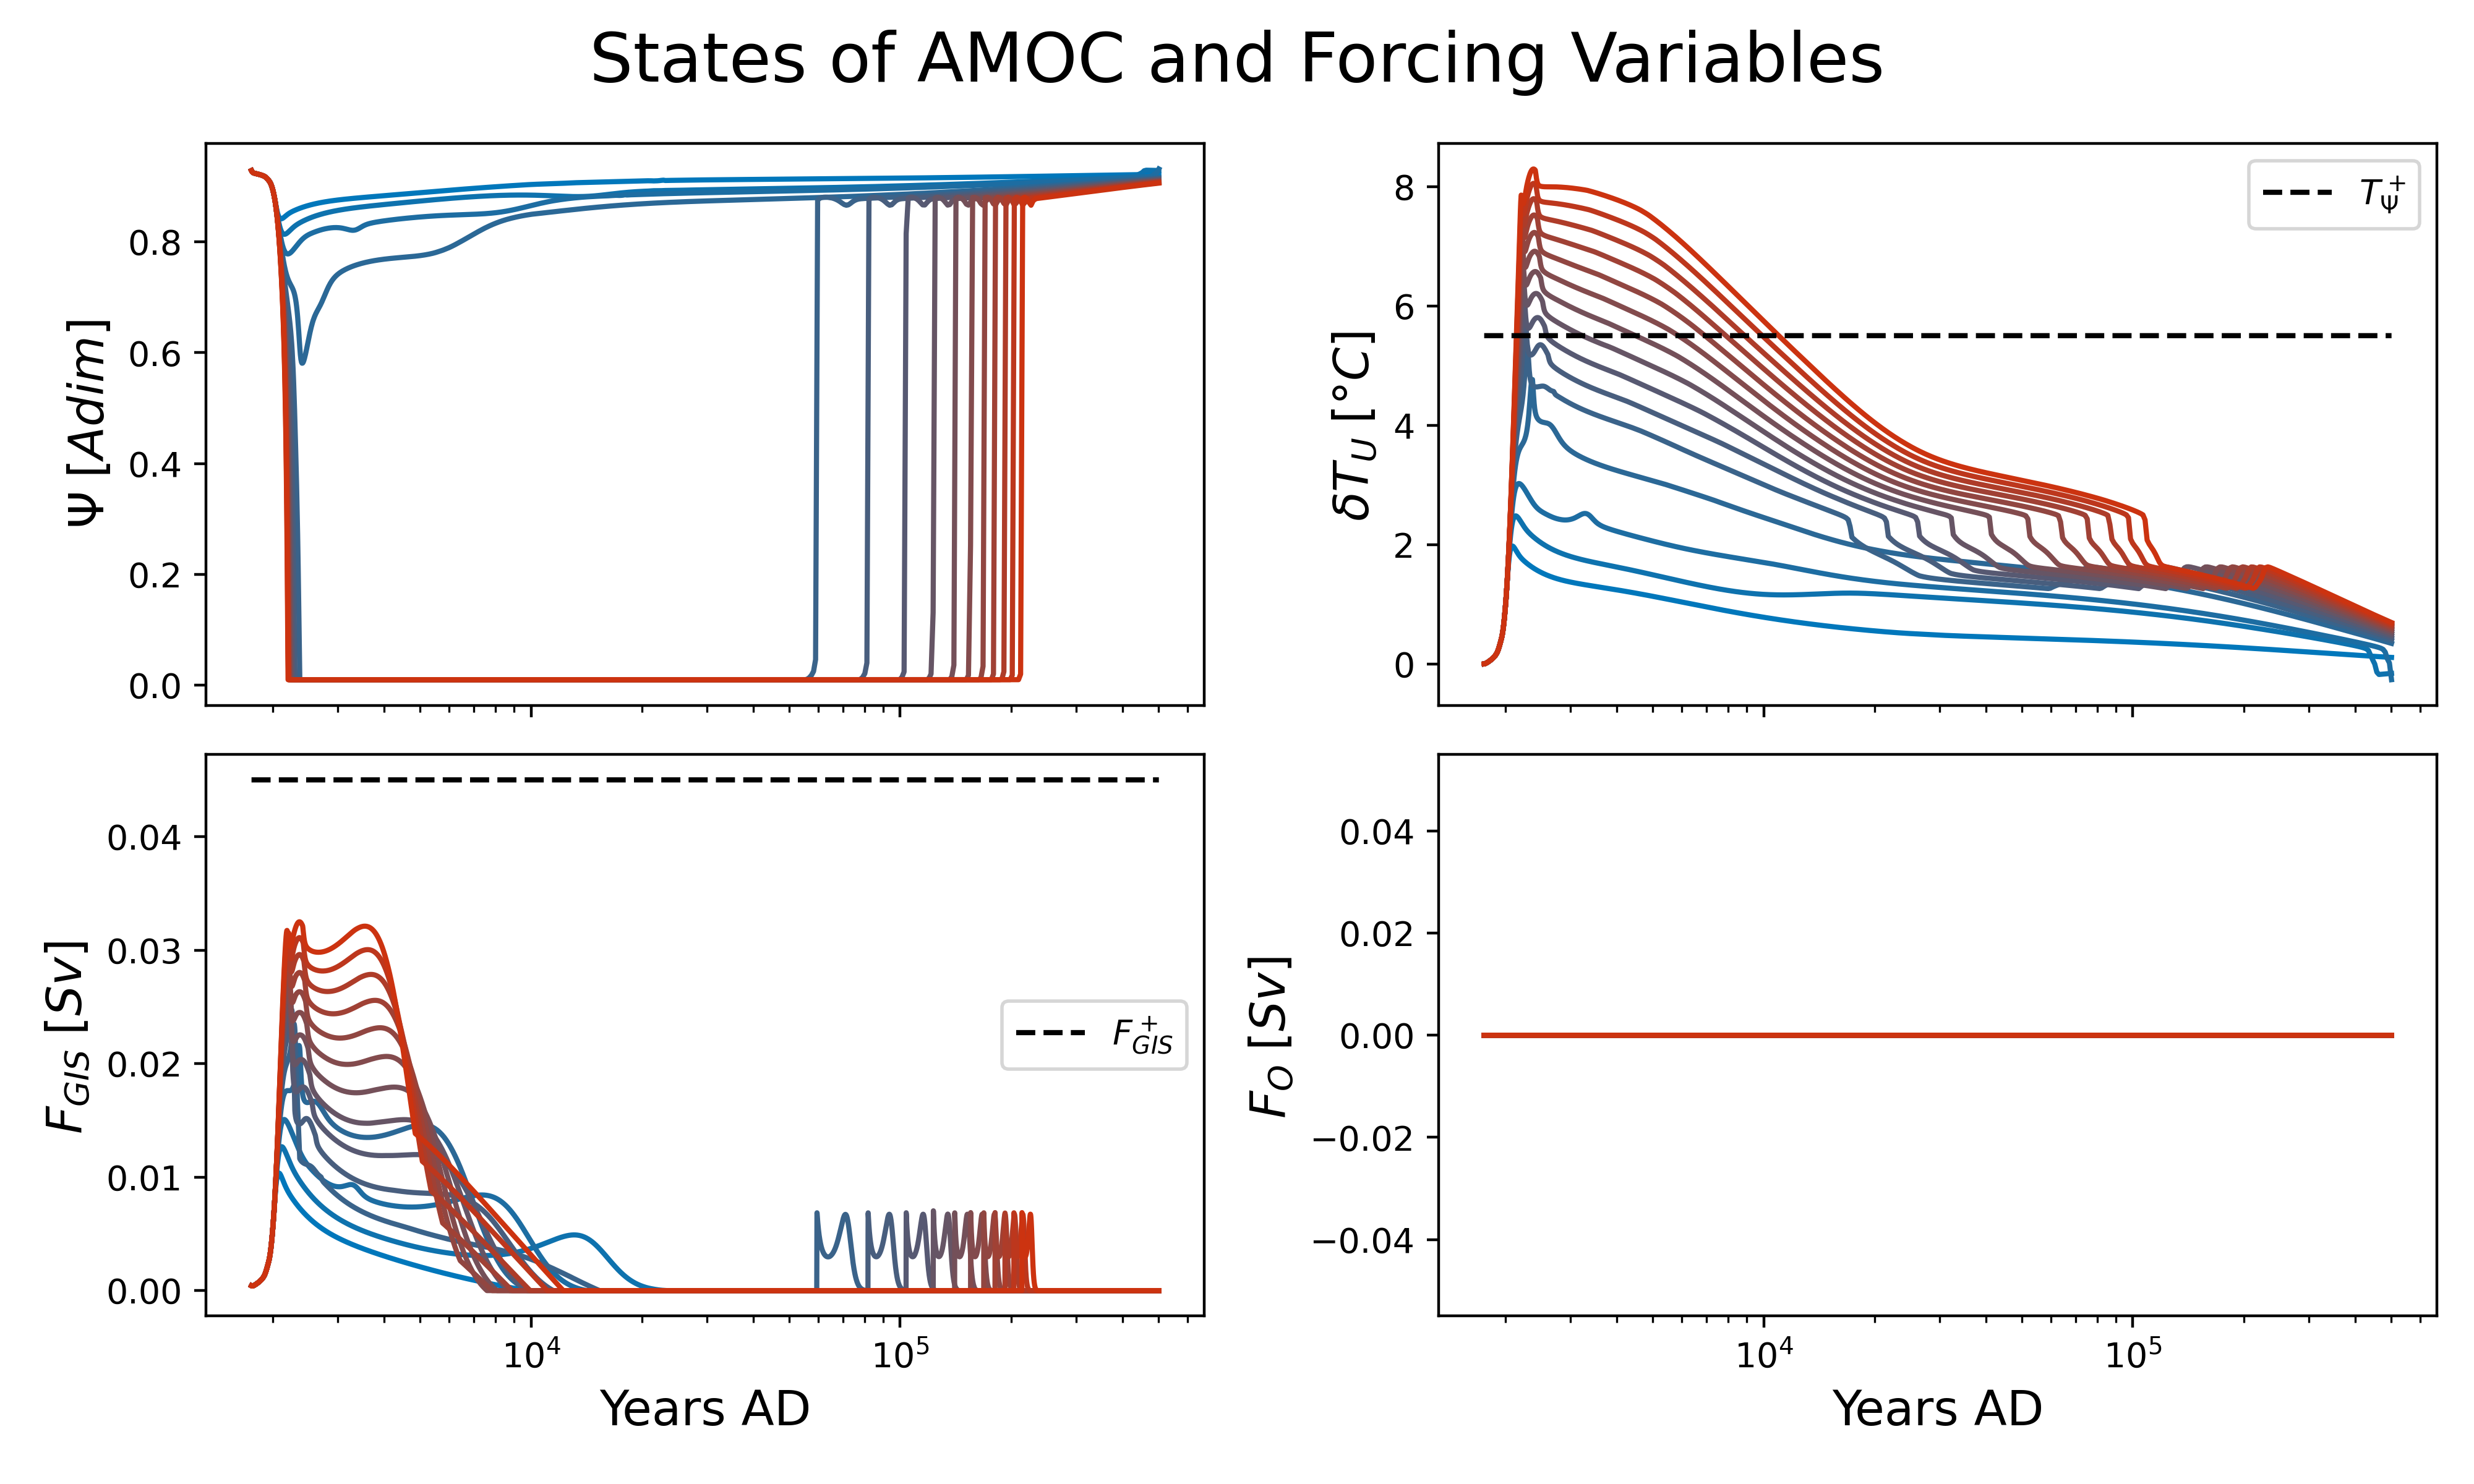 States of AMOC and Forcing Variables
Ψ [Adim]
0.8
0.6
0.4
0.2
0.0
δT_U [°C]
8
6
4
2
0
T_Ψ^+
F_GIS [Sv]
0.04
0.03
0.02
0.01
0.00
F_GIS^+
10^4
10^5
Years AD
F_O [Sv]
0.04
0.02
0.00
−0.02
−0.04
10^4
10^5
Years AD